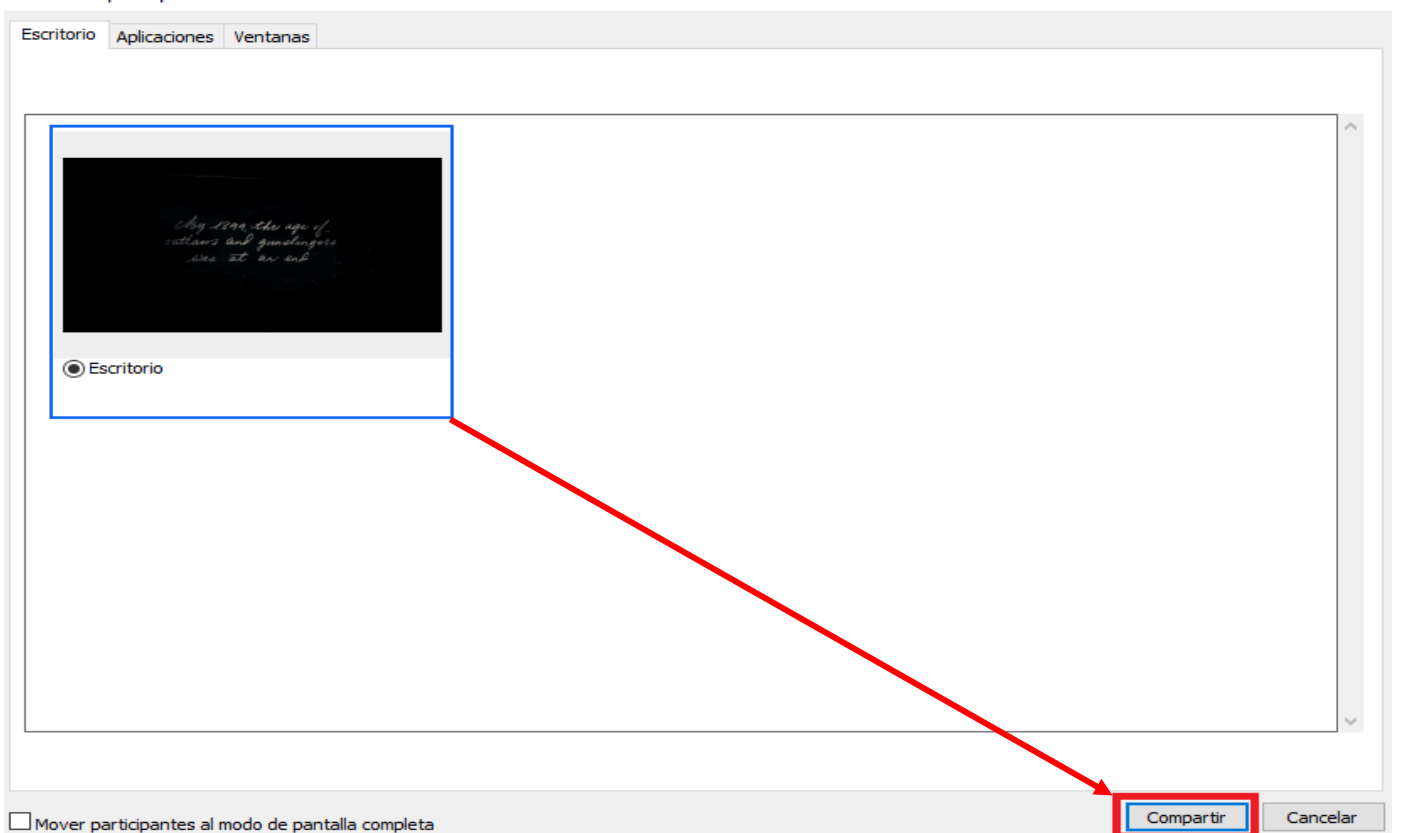 Escritorio Aplicaciones Ventanas
By 1899, the age of
outlaws and gunslingers
was at an end
Escritorio
Mover participantes al modo de pantalla completa
Compartir Cancelar